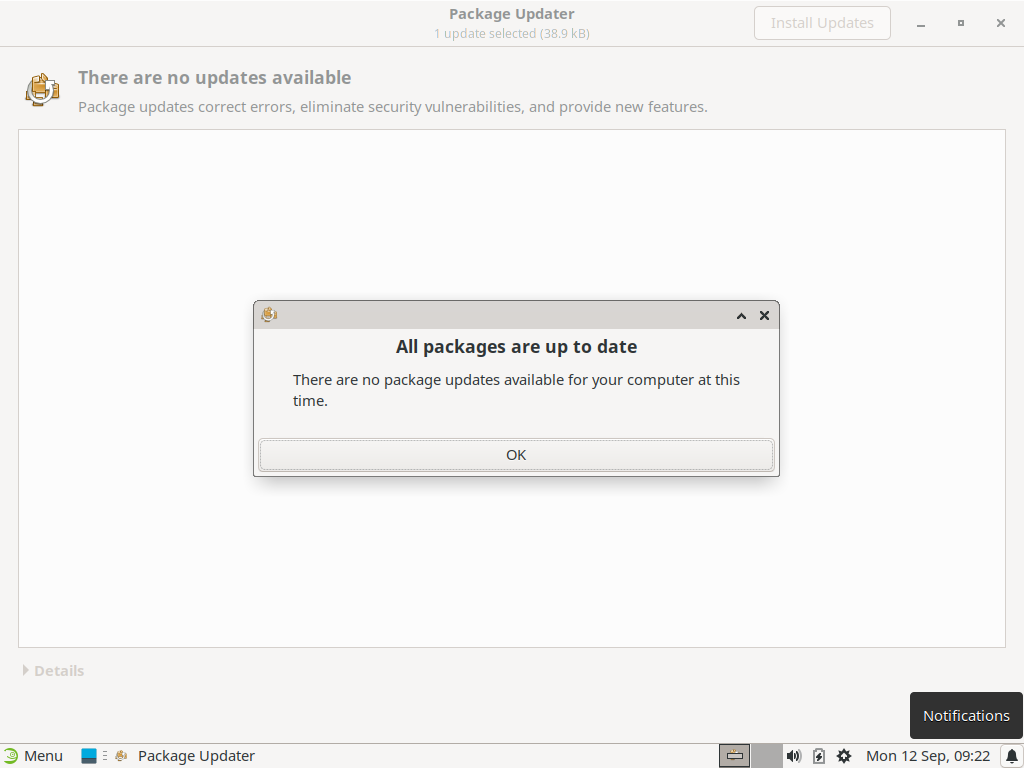 Package Updater
1 update selected (38.9 kB)
Install Updates
There are no updates available
Package updates correct errors, eliminate security vulnerabilities, and provide new features.
All packages are up to date
There are no package updates available for your computer at this
time.
OK
Details
Notifications
Menu
Package Updater
Mon 12 Sep, 09:22